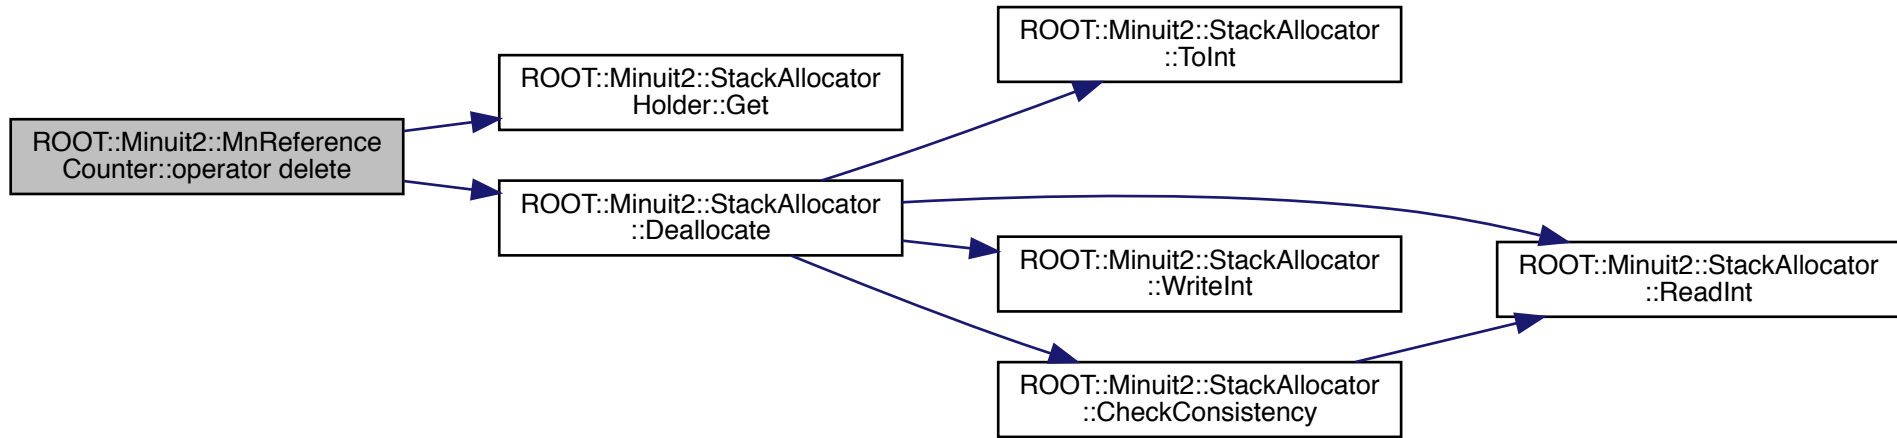 ROOT::Minuit2::MnReference
Counter::operator delete
ROOT::Minuit2::StackAllocator
Holder::Get
ROOT::Minuit2::StackAllocator
::Deallocate
ROOT::Minuit2::StackAllocator
::ToInt
ROOT::Minuit2::StackAllocator
::WriteInt
ROOT::Minuit2::StackAllocator
::CheckConsistency
ROOT::Minuit2::StackAllocator
::ReadInt